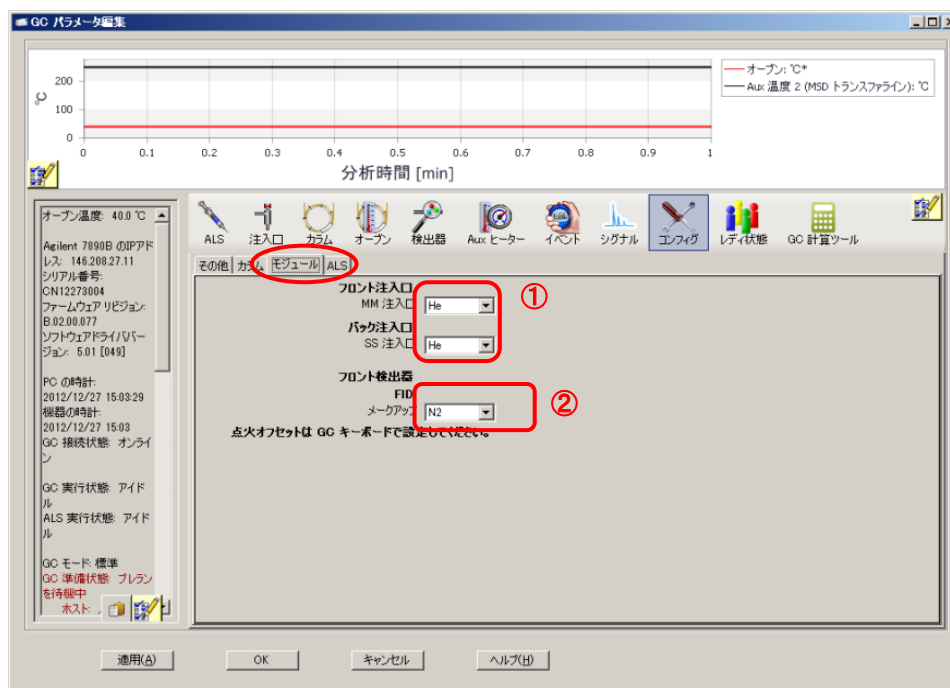 GC パラメータ編集
オーブン: ℃*
Aux 温度 2 (MSD トランスファライン): ℃
℃
200
100
0
0 0.1 0.2 0.3 0.4 0.5 0.6 0.7 0.8 0.9 1
分析時間 [min]
オーブン温度: 40.0 ℃
Agilent 7890B のIPアド
レス: 146.208.27.11
シリアル番号:
CN12273004
ファームウェア リビジョン:
B.02.00.077
ソフトウェアドライババー
ジョン: 5.01 [049]
PC の時計:
2012/12/27 15:03:29
機器の時計:
2012/12/27 15:03
GC 接続状態: オンライ
ン
GC 実行状態: アイド
ル
ALS 実行状態: アイド
ル
GC モード: 標準
GC 準備状態: プレラン
を待機中
ホスト:
ALS 注入口 カラム オーブン 検出器 Aux ヒーター イベント シグナル コンフィグ レディ状態 GC 計算ツール
その他 カラム モジュール ALS
フロント注入口
MM 注入口 He
①
バック注入口
SS 注入口 He
フロント検出器
FID
メークアップ N2
②
点火オフセットは GC キーボードで設定してください。
適用(A) OK キャンセル ヘルプ(H)